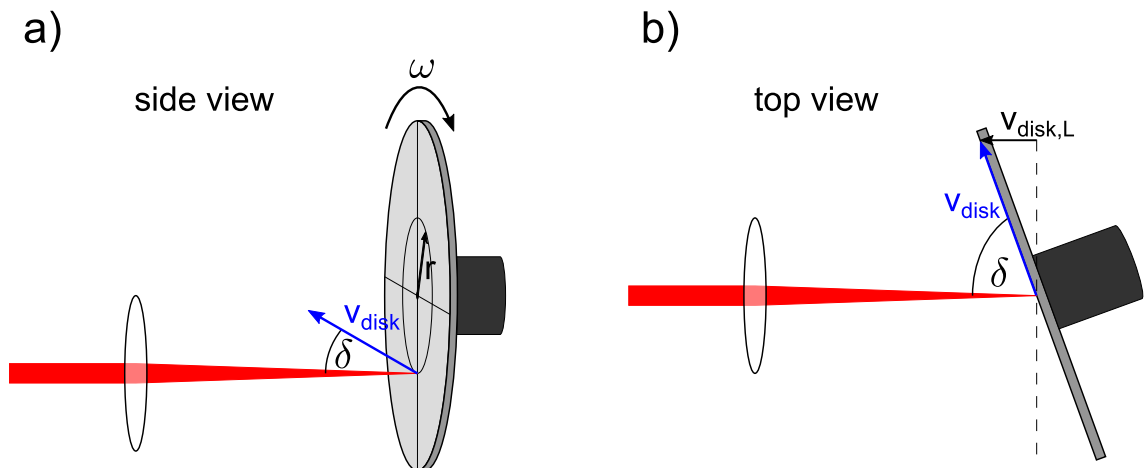 a)
side view
ω
r
v_disk
δ
b)
top view
v_disk,L
v_disk
δ